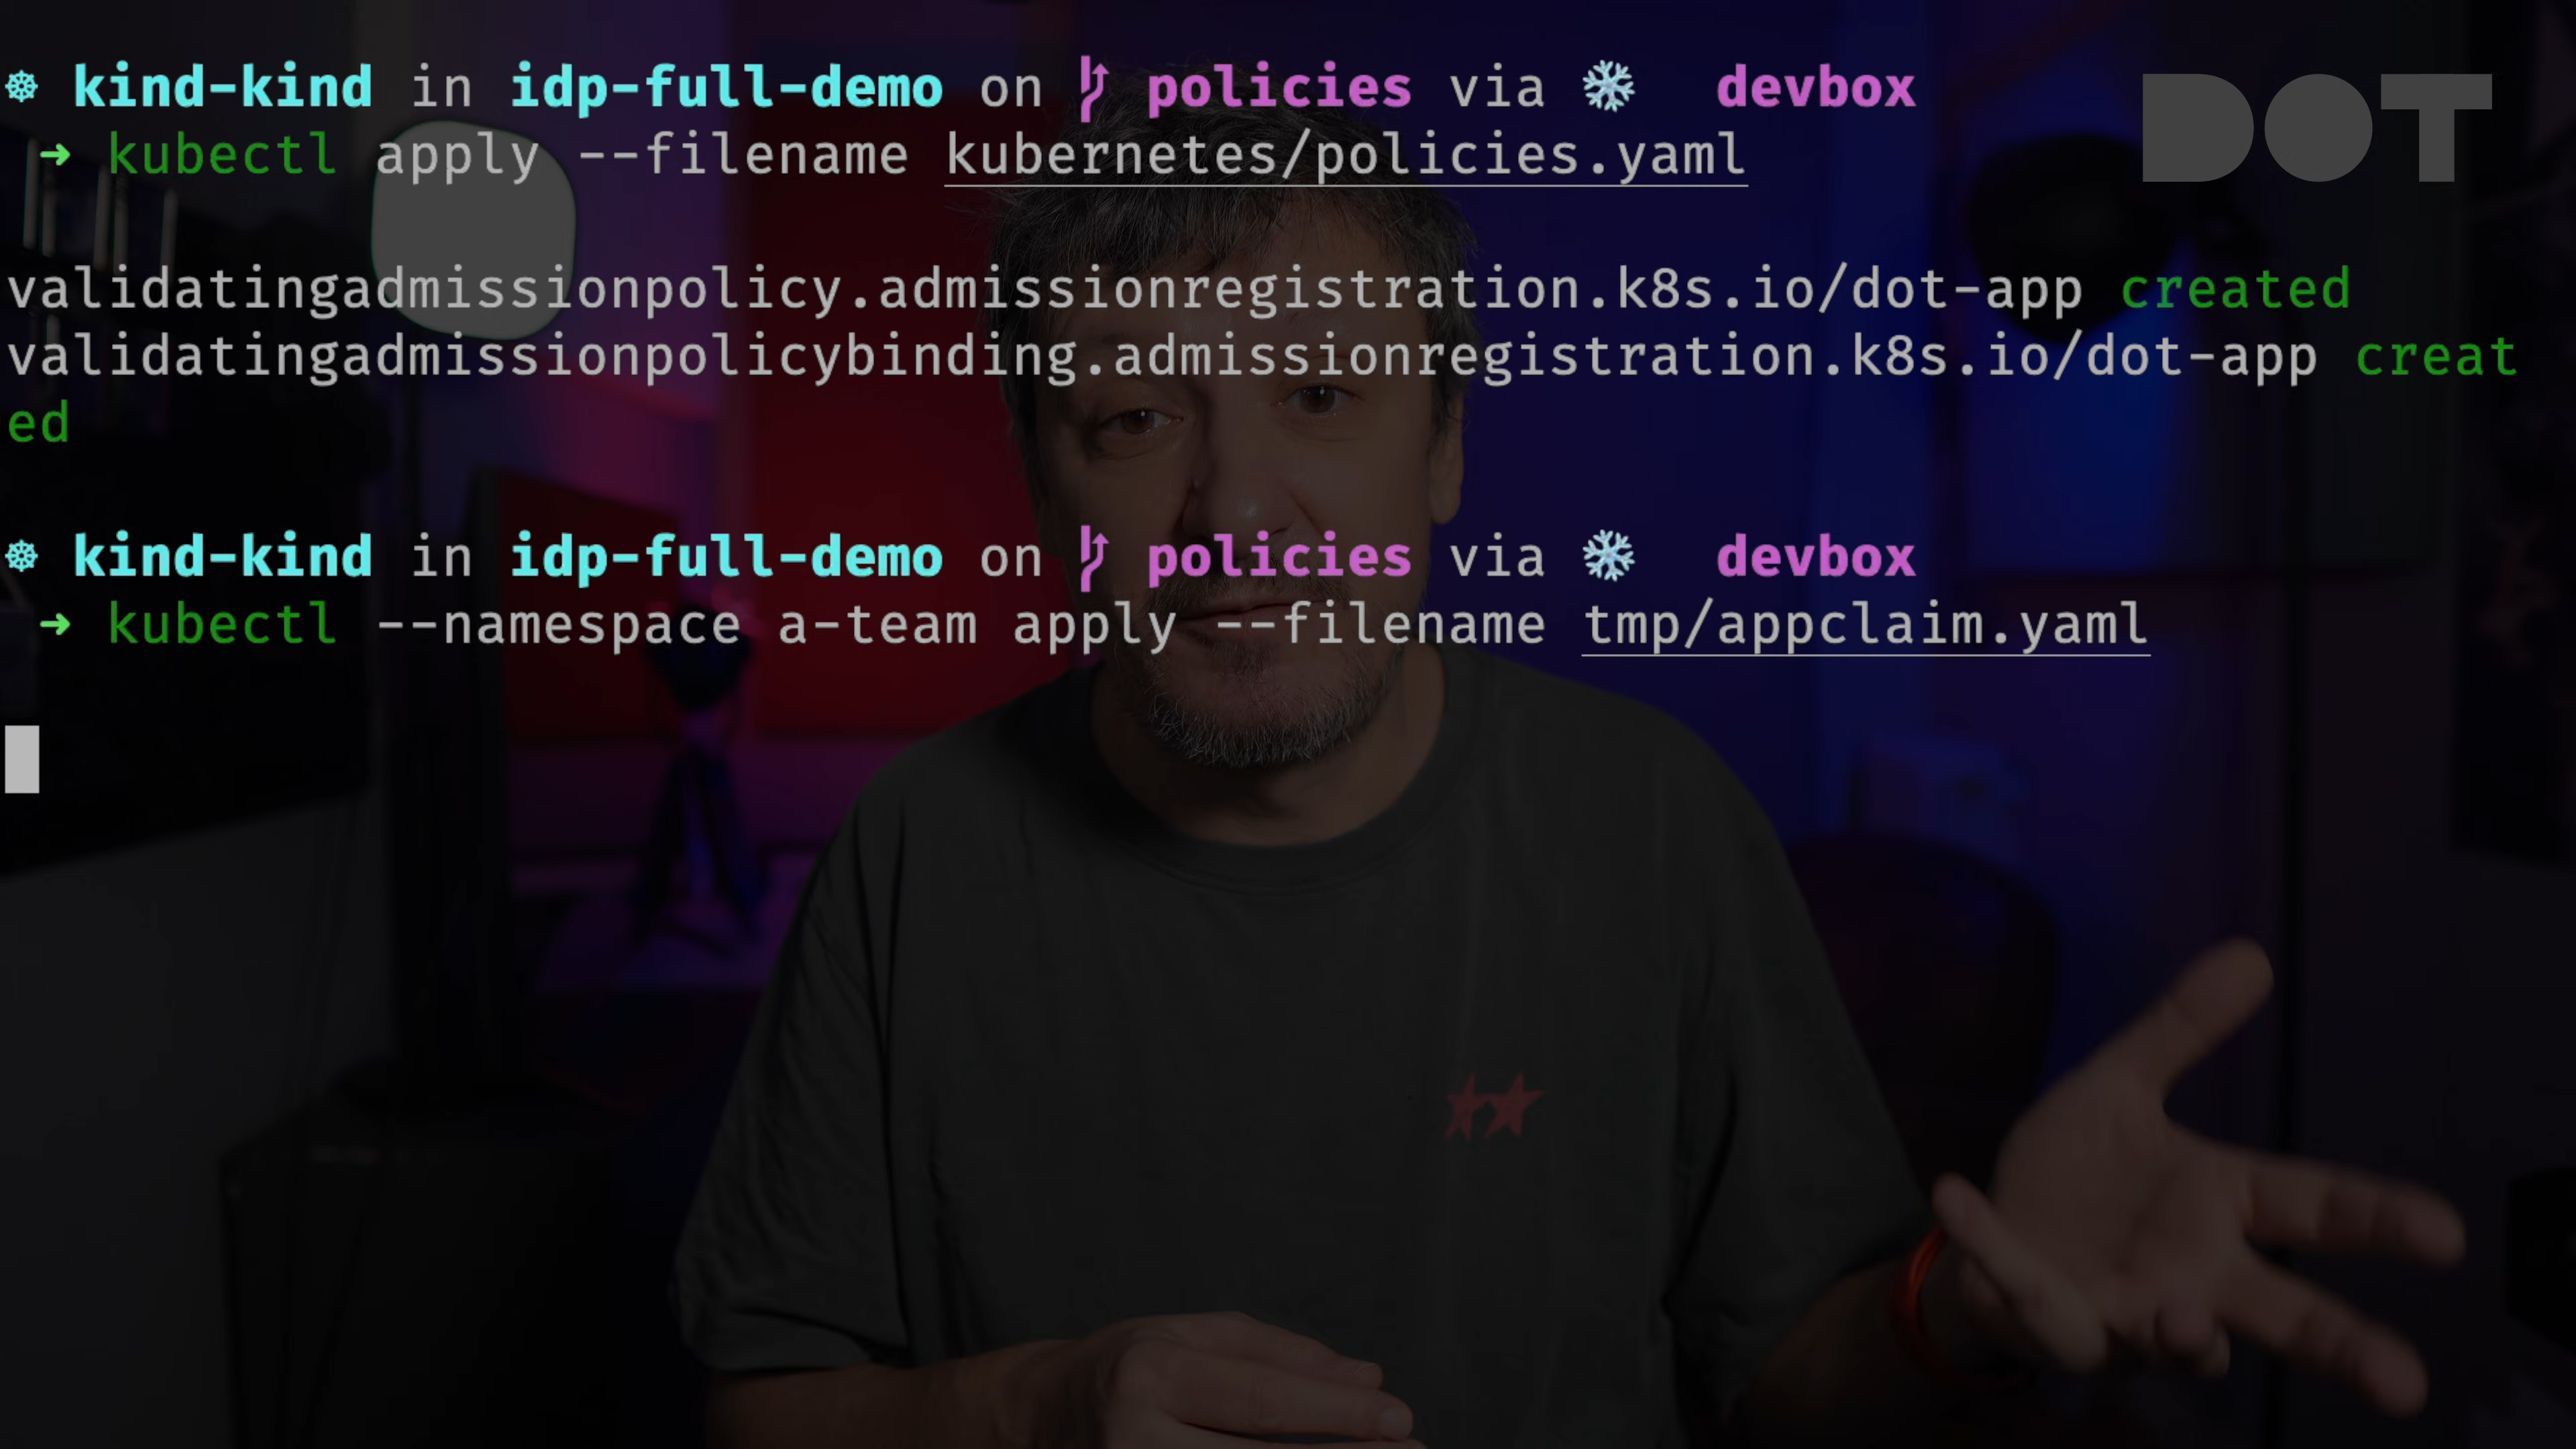 ☸ kind-kind in idp-full-demo on policies via ❄ devbox
DOT
➜ kubectl apply --filename kubernetes/policies.yaml
validatingadmissionpolicy.admissionregistration.k8s.io/dot-app created
validatingadmissionpolicybinding.admissionregistration.k8s.io/dot-app creat
ed
☸ kind-kind in idp-full-demo on policies via ❄ devbox
➜ kubectl --namespace a-team apply --filename tmp/appclaim.yaml